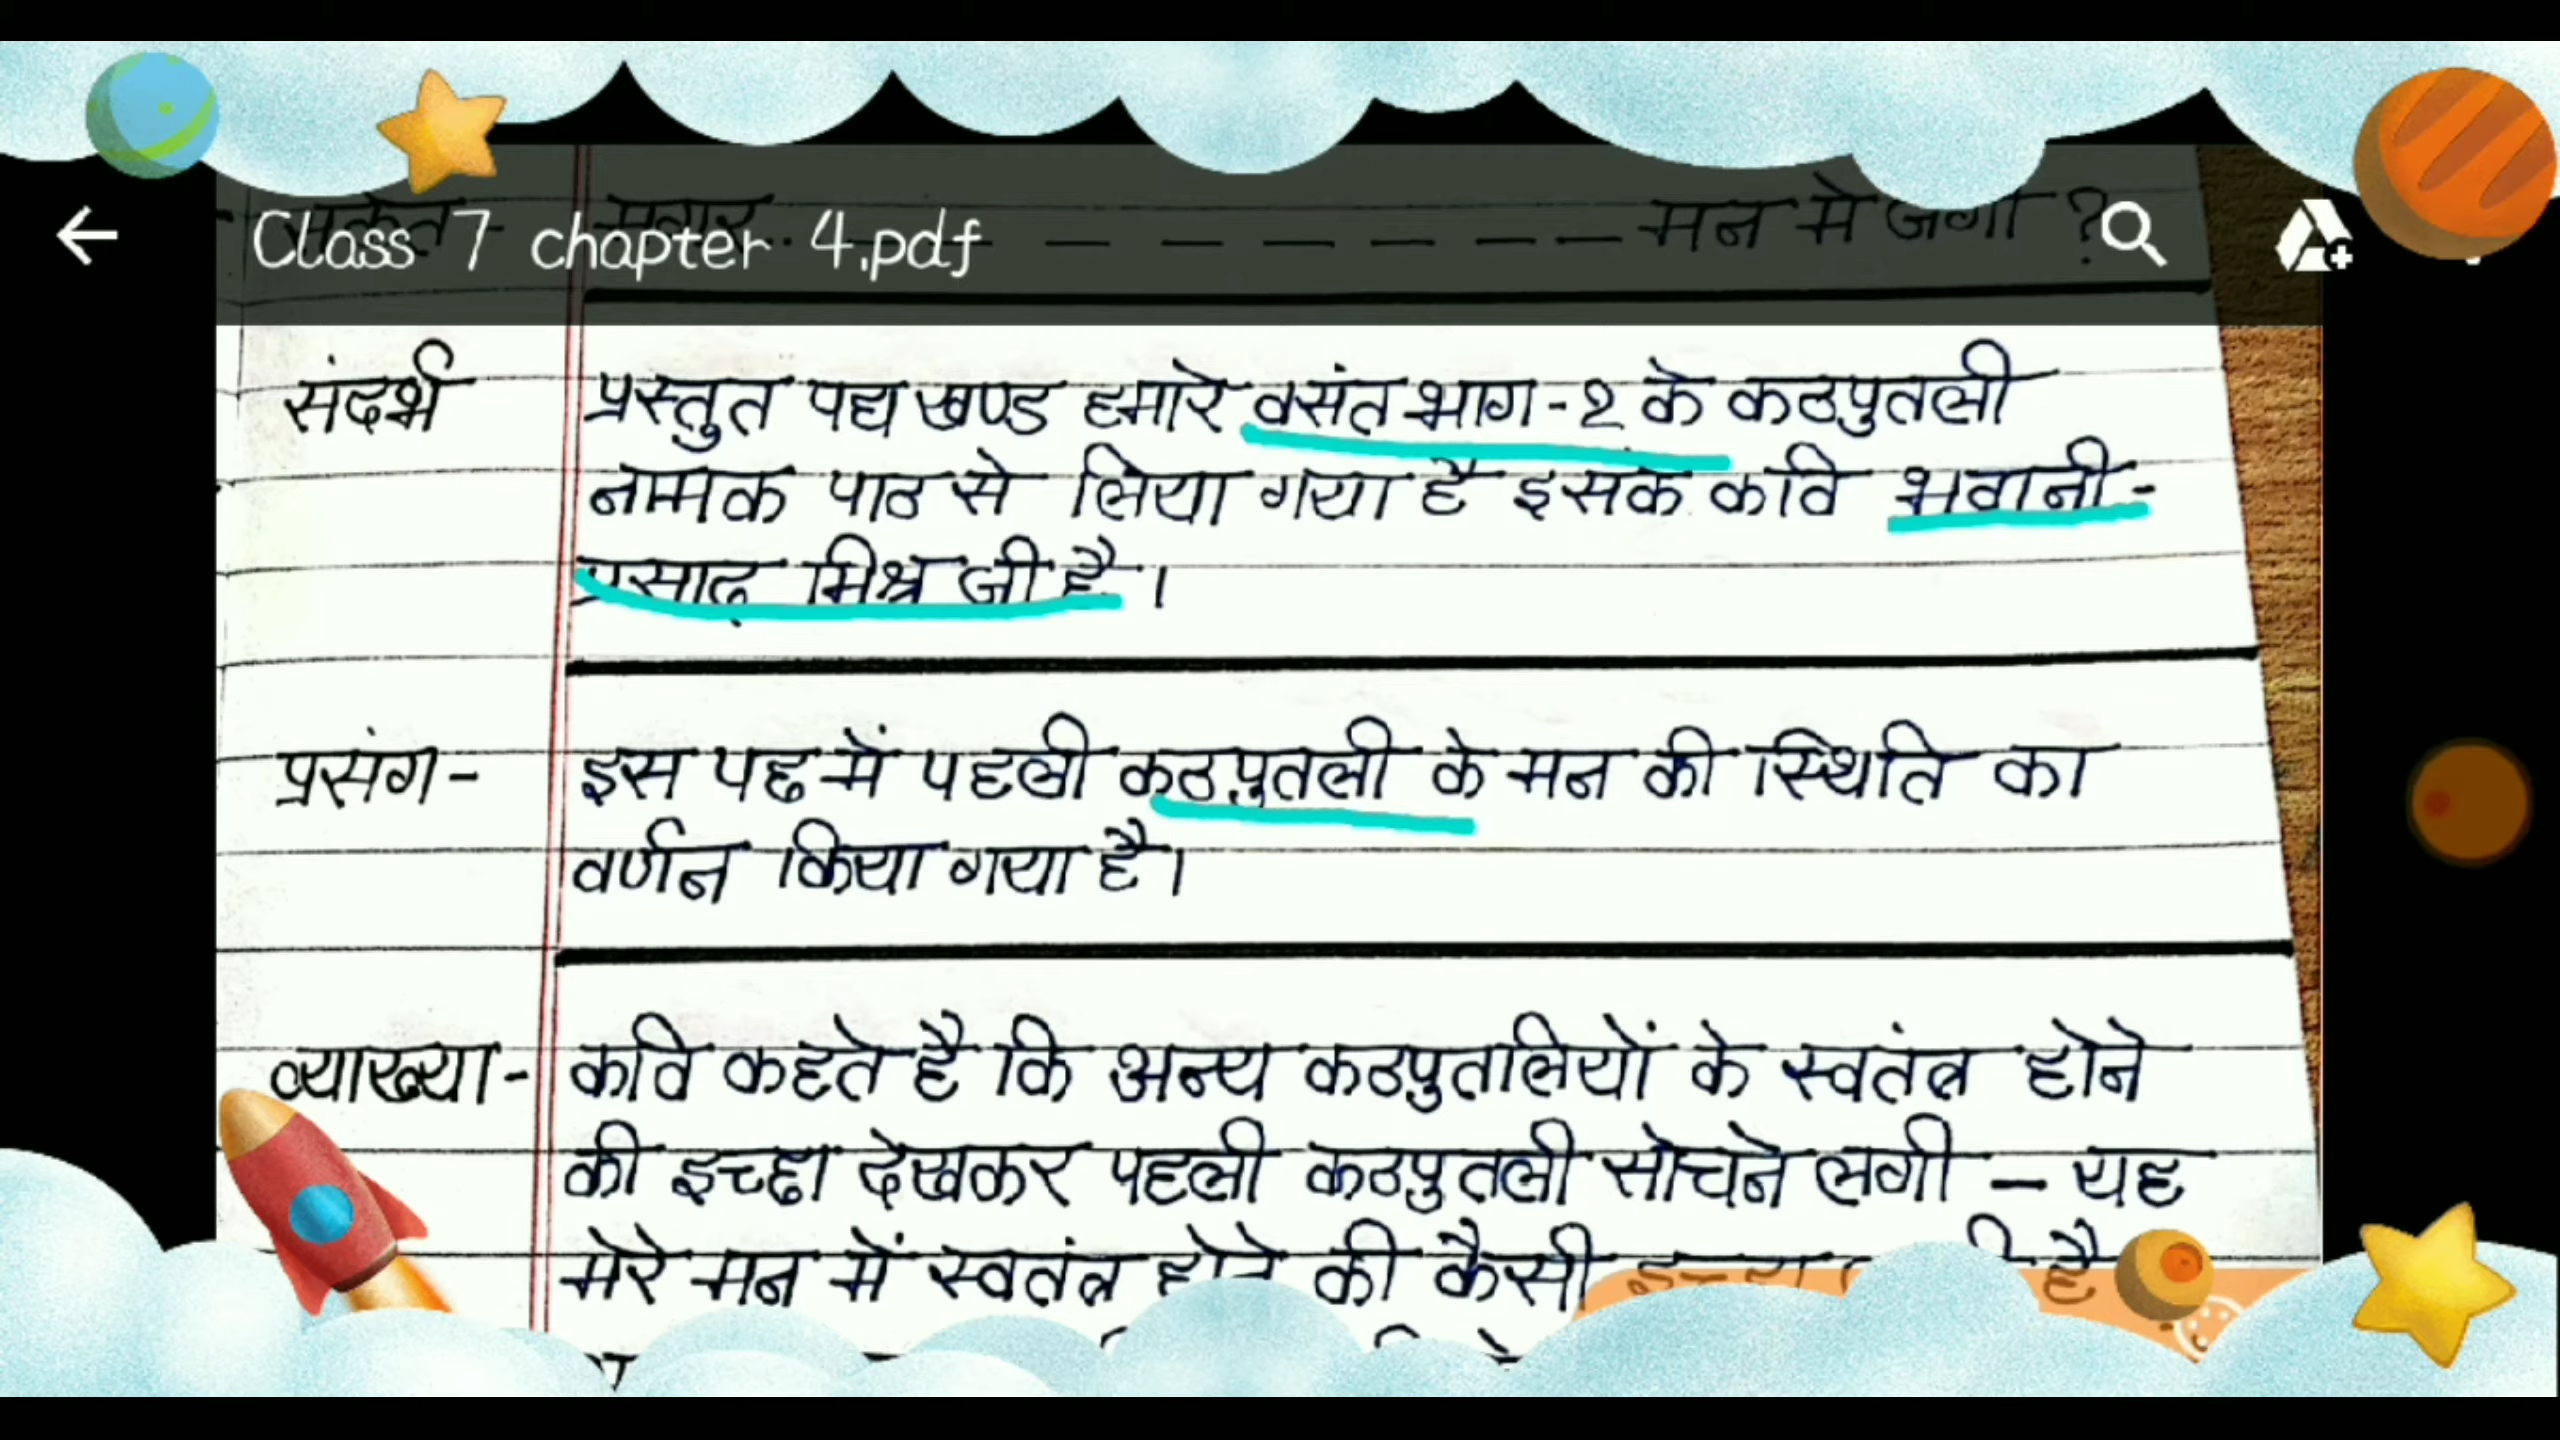 Class 7 chapter 4.pdf
संकेत- मगर.. — — — — — — — मन मे जगी ?
संदर्भ प्रस्तुत पद्य खण्ड हमारे वसंत भाग-2 के कठपुतली
नामक पाठ से लिया गया है इसके कवि भवानी-
प्रसाद मिश्र जी है ।
प्रसंग- इस पद्द में पहली कठपुतली के मन की स्थिति का
वर्णन किया गया है ।
व्याख्या- कवि कहते है कि अन्य कठपुतलियों के स्वतंत्र होने
की इच्छा देखकर पहली कठपुतली सोचने लगी – यह
मेरे मन में स्वतंत्र होने की कैसी है